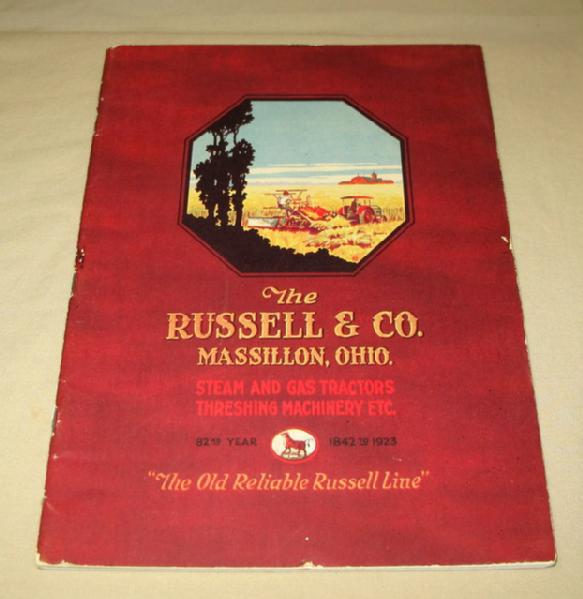 The
RUSSELL & CO.
MASSILLON, OHIO.
STEAM AND GAS TRACTORS
THRESHING MACHINERY ETC.
82ND YEAR 1842 TO 1923
"The Old Reliable Russell Line"